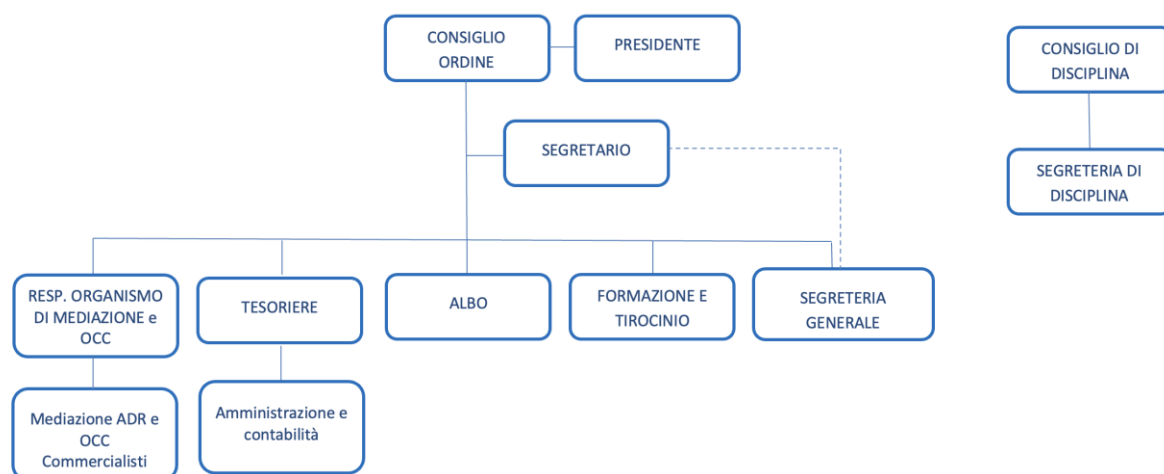 CONSIGLIO
ORDINE
PRESIDENTE
CONSIGLIO DI
DISCIPLINA
SEGRETARIO
SEGRETERIA DI
DISCIPLINA
RESP. ORGANISMO
DI MEDIAZIONE e
OCC
TESORIERE
ALBO
FORMAZIONE E
TIROCINIO
SEGRETERIA
GENERALE
Mediazione ADR e
OCC
Commercialisti
Amministrazione e
contabilità